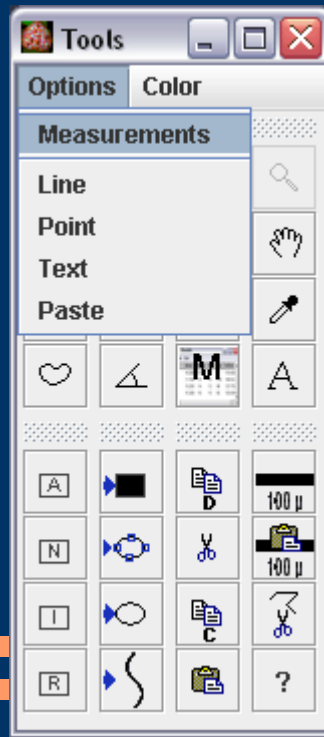 Tools
Options Color
Measurements
Line
Point
Text
Paste
M A
A D 100 µ
N 100 µ
I C
R ?